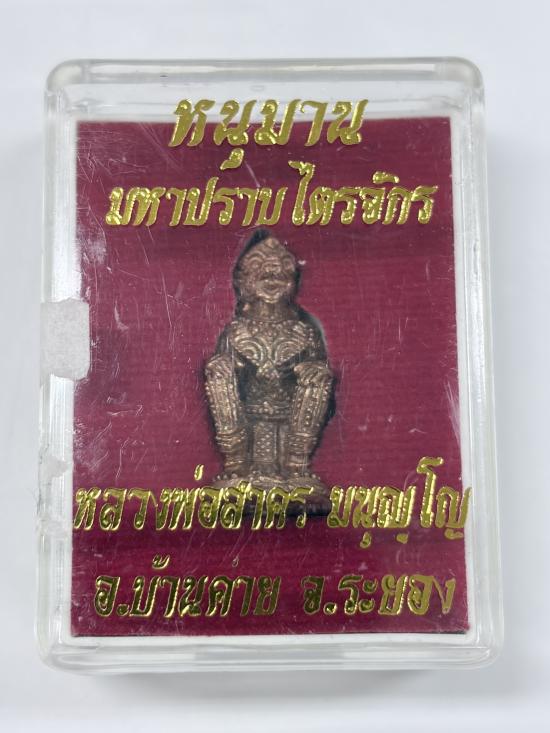 หนุมาน
มหาปราบไตรจักร
หลวงพ่อสาคร มนุญฺโญ
อ.บ้านค่าย จ.ระยอง